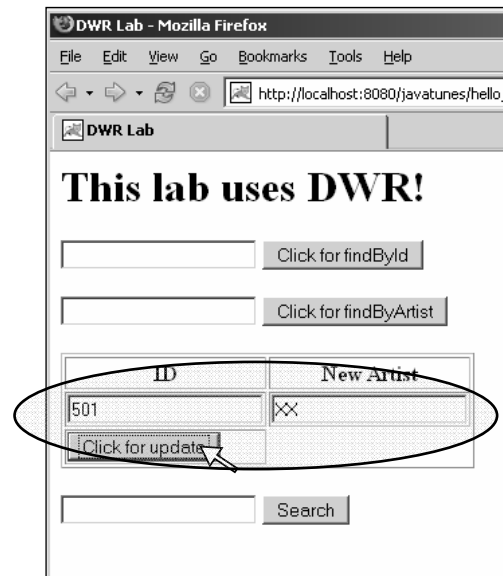 DWR Lab - Mozilla Firefox
File Edit View Go Bookmarks Tools Help
http://localhost:8080/javatunes/hello_
DWR Lab
This lab uses DWR!
Click for findById
Click for findByArtist
ID New Artist
501 XX
Click for update
Search